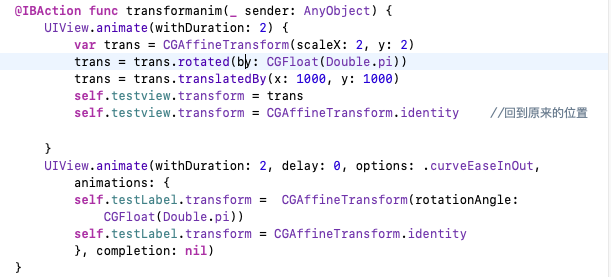 @IBAction func transformanim(_ sender: AnyObject) {
UIView.animate(withDuration: 2) {
var trans = CGAffineTransform(scaleX: 2, y: 2)
trans = trans.rotated(by: CGFloat(Double.pi))
trans = trans.translatedBy(x: 1000, y: 1000)
self.testview.transform = trans
self.testview.transform = CGAffineTransform.identity //回到原来的位置
}
UIView.animate(withDuration: 2, delay: 0, options: .curveEaseInOut,
animations: {
self.testLabel.transform = CGAffineTransform(rotationAngle:
CGFloat(Double.pi))
self.testLabel.transform = CGAffineTransform.identity
}, completion: nil)
}